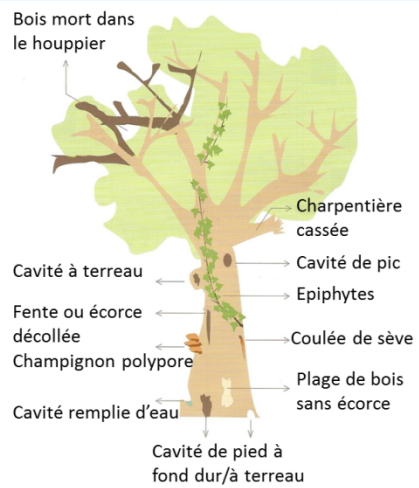 Bois mort dans
le houppier
Charpentière
cassée
Cavité de pic
Cavité à terreau
Epiphytes
Fente ou écorce
décollée
Coulée de sève
Champignon polypore
Plage de bois
sans écorce
Cavité remplie d’eau
Cavité de pied à
fond dur/à terreau